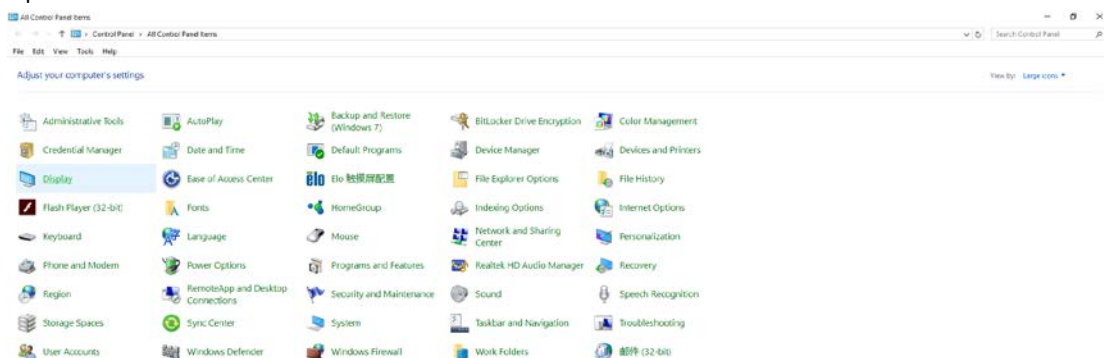 All Control Panel Items
Control Panel › All Control Panel Items
Search Control Panel
File Edit View Tools Help
Adjust your computer's settings
View by: Large icons
Administrative Tools
AutoPlay
Backup and Restore
(Windows 7)
BitLocker Drive Encryption
Color Management
Credential Manager
Date and Time
Default Programs
Device Manager
Devices and Printers
Display
Ease of Access Center
elo Elo 触摸屏配置
File Explorer Options
File History
Flash Player (32-bit)
Fonts
HomeGroup
Indexing Options
Internet Options
Keyboard
Language
Mouse
Network and Sharing
Center
Personalization
Phone and Modem
Power Options
Programs and Features
Realtek HD Audio Manager
Recovery
Region
RemoteApp and Desktop
Connections
Security and Maintenance
Sound
Speech Recognition
Storage Spaces
Sync Center
System
Taskbar and Navigation
Troubleshooting
User Accounts
Windows Defender
Windows Firewall
Work Folders
邮件 (32-bit)